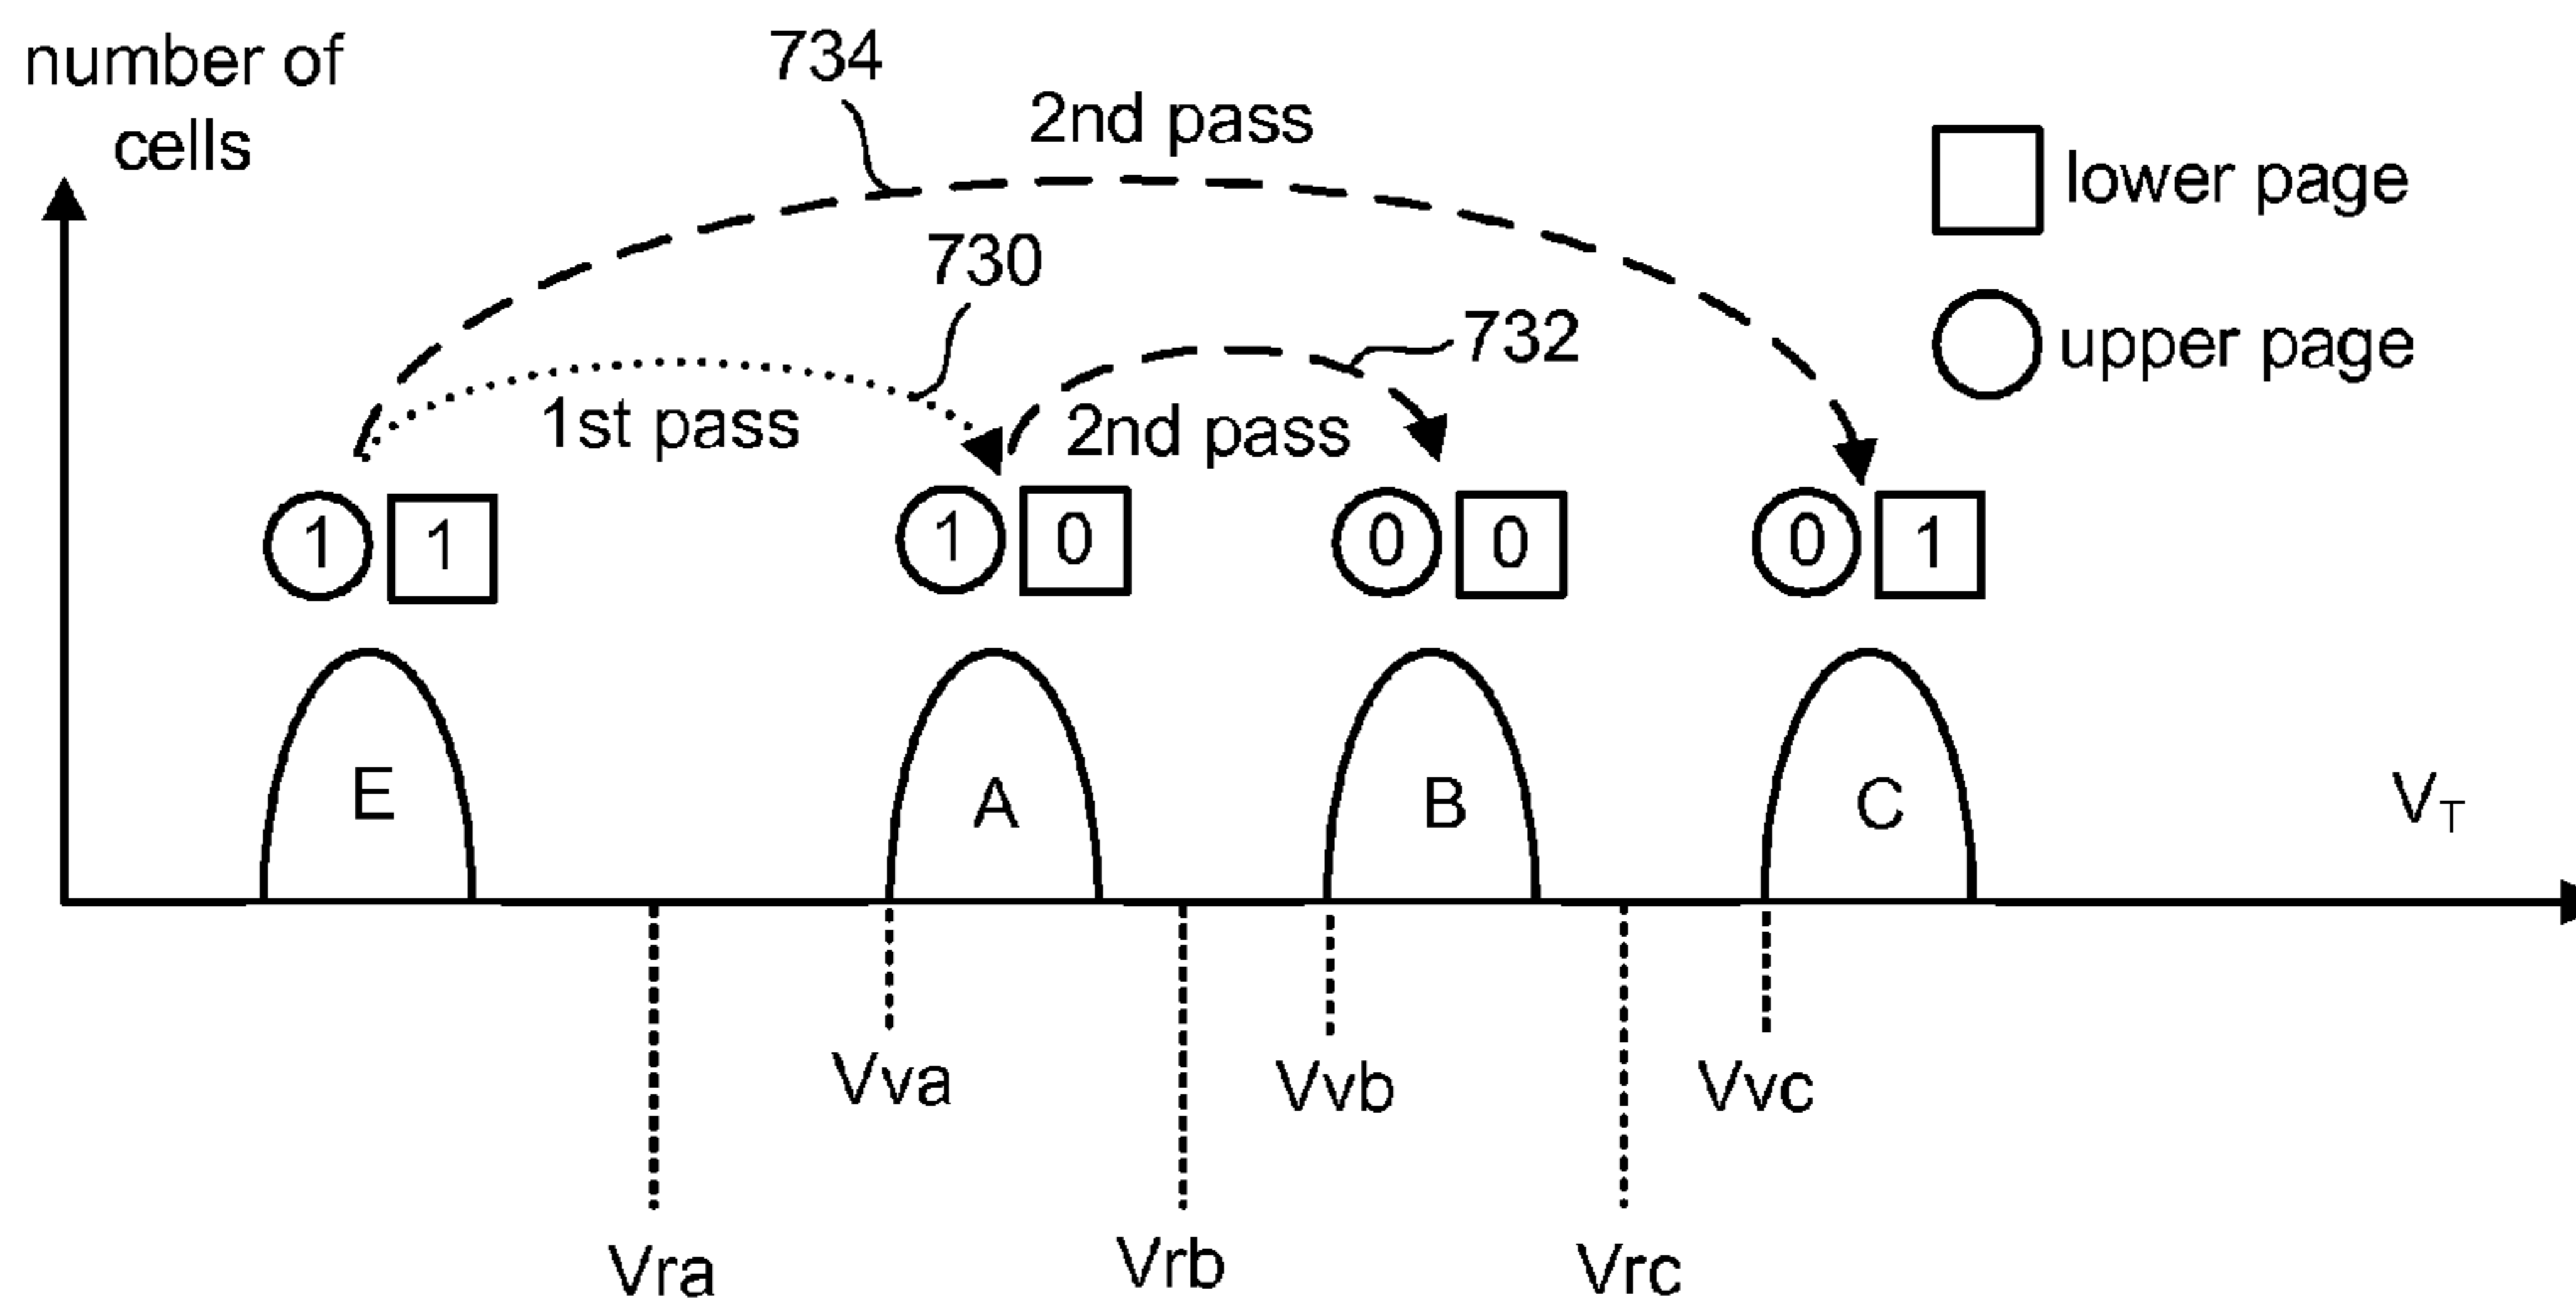 number of
cells
734
2nd pass
lower page
730
upper page
732
1st pass
2nd pass
1 1
1 0
0 0
0 1
E
A
B
C
VT
Vva
Vvb
Vvc
Vra
Vrb
Vrc